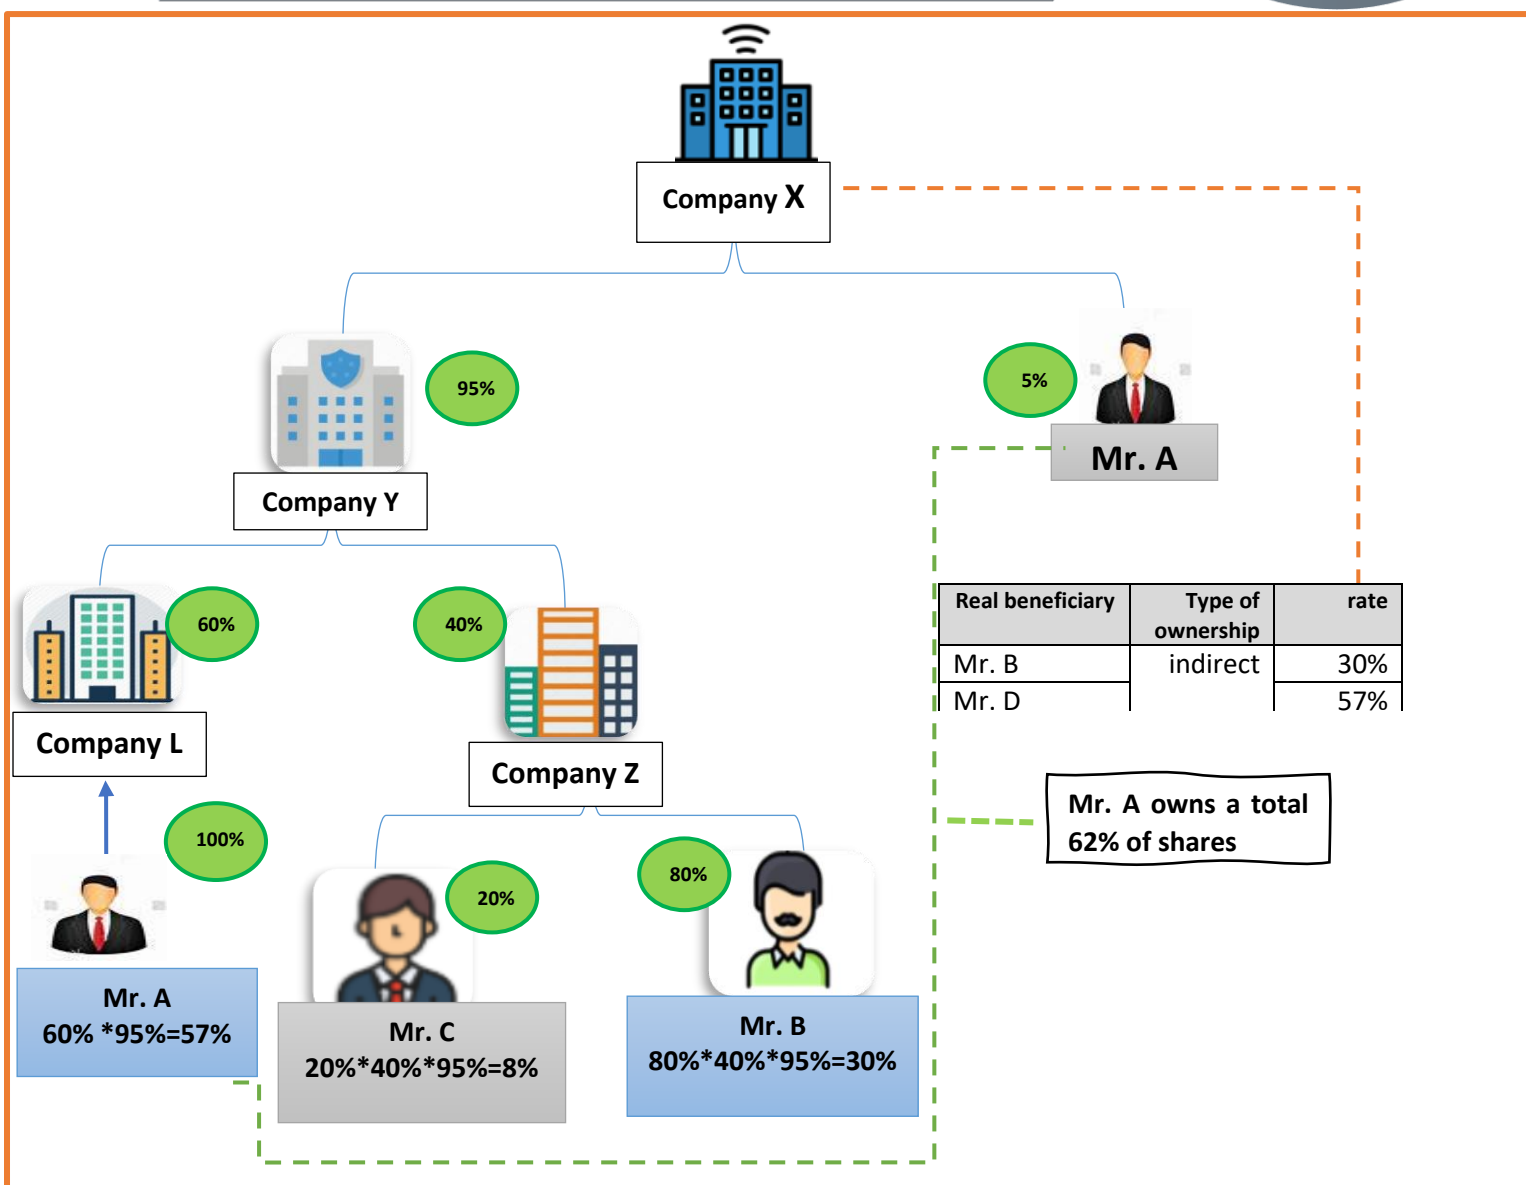 Company X
95%
5%
Mr. A
Company Y
60%
40%
Real beneficiary
Type of
ownership
rate
Mr. B
indirect
30%
Mr. D
57%
Company L
Company Z
Mr. A owns a total
62% of shares
100%
20%
80%
Mr. A
60% *95%=57%
Mr. C
20%*40%*95%=8%
Mr. B
80%*40%*95%=30%